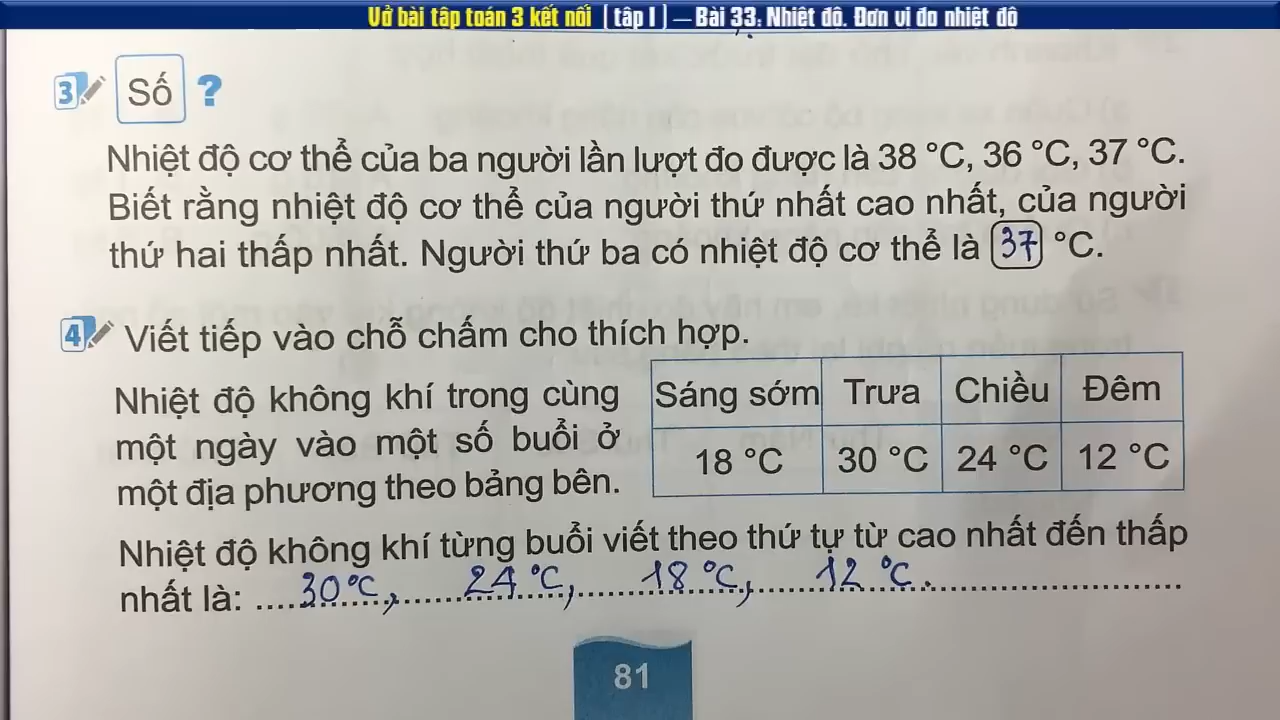 Vở bài tập toán 3 kết nối ( tập 1 ) – Bài 33: Nhiệt độ. Đơn vị đo nhiệt độ
3 Số ?
Nhiệt độ cơ thể của ba người lần lượt đo được là 38 °C, 36 °C, 37 °C.
Biết rằng nhiệt độ cơ thể của người thứ nhất cao nhất, của người
thứ hai thấp nhất. Người thứ ba có nhiệt độ cơ thể là 37 °C.
4 Viết tiếp vào chỗ chấm cho thích hợp.
Nhiệt độ không khí trong cùng
một ngày vào một số buổi ở
một địa phương theo bảng bên.
Sáng sớm Trưa Chiều Đêm
18 °C 30 °C 24 °C 12 °C
Nhiệt độ không khí từng buổi viết theo thứ tự từ cao nhất đến thấp
nhất là: 30°C, 24°C, 18°C, 12°C.
81